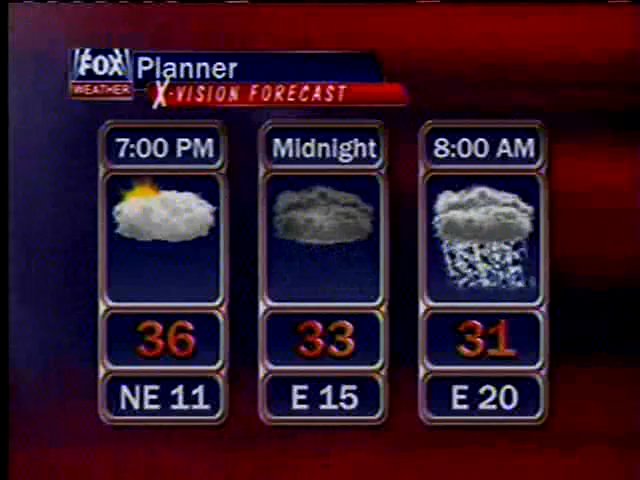 FOX
WEATHER
Planner
X-VISION FORECAST
7:00 PM
Midnight
8:00 AM
36
33
31
NE 11
E 15
E 20